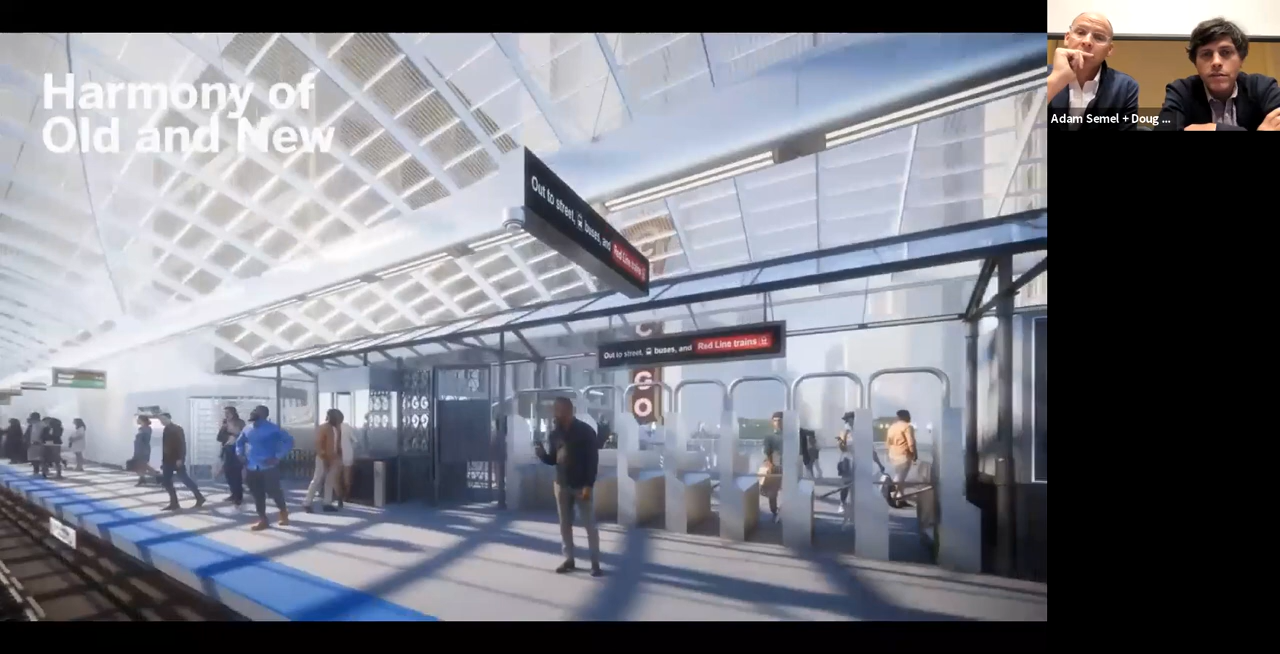 Harmony of
Old and New
Out to street, buses, and Red Line trains
Out to street, buses, and Red Line trains
C
GO
Adam Semel + Doug ...